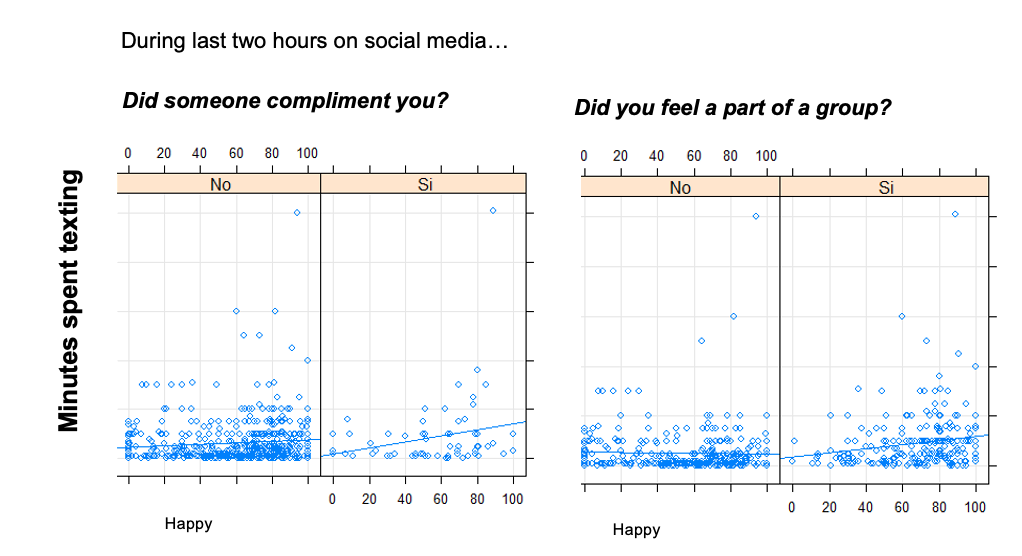 During last two hours on social media…
Did someone compliment you?
Did you feel a part of a group?
Minutes spent texting
0 20 40 60 80 100
No Si
0 20 40 60 80 100
Happy
0 20 40 60 80 100
No Si
0 20 40 60 80 100
Happy